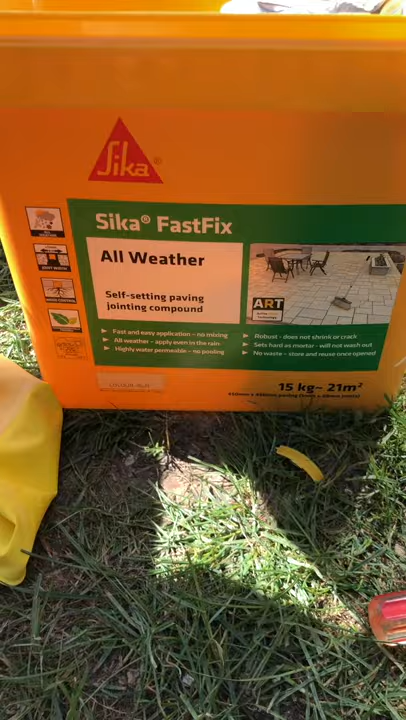 Sika®
Sika® FastFix
All Weather
Self-setting paving
jointing compound
ART
Fast and easy application – no mixing
All weather – apply even in the rain
Highly water permeable – no pooling
Robust - does not shrink or crack
Sets hard as mortar - will not wash out
No waste – store and reuse once opened
15 kg~ 21m²